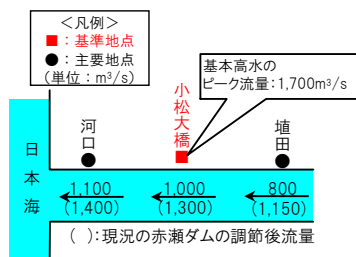 <凡例>
■：基準地点
●：主要地点
(単位：m³/s)
基本高水の
ピーク流量：1,700m³/s
小松大橋
河口
埴田
日本海
1,100
(1,400)
1,000
(1,300)
800
(1,150)
( )：現況の赤瀬ダムの調節後流量